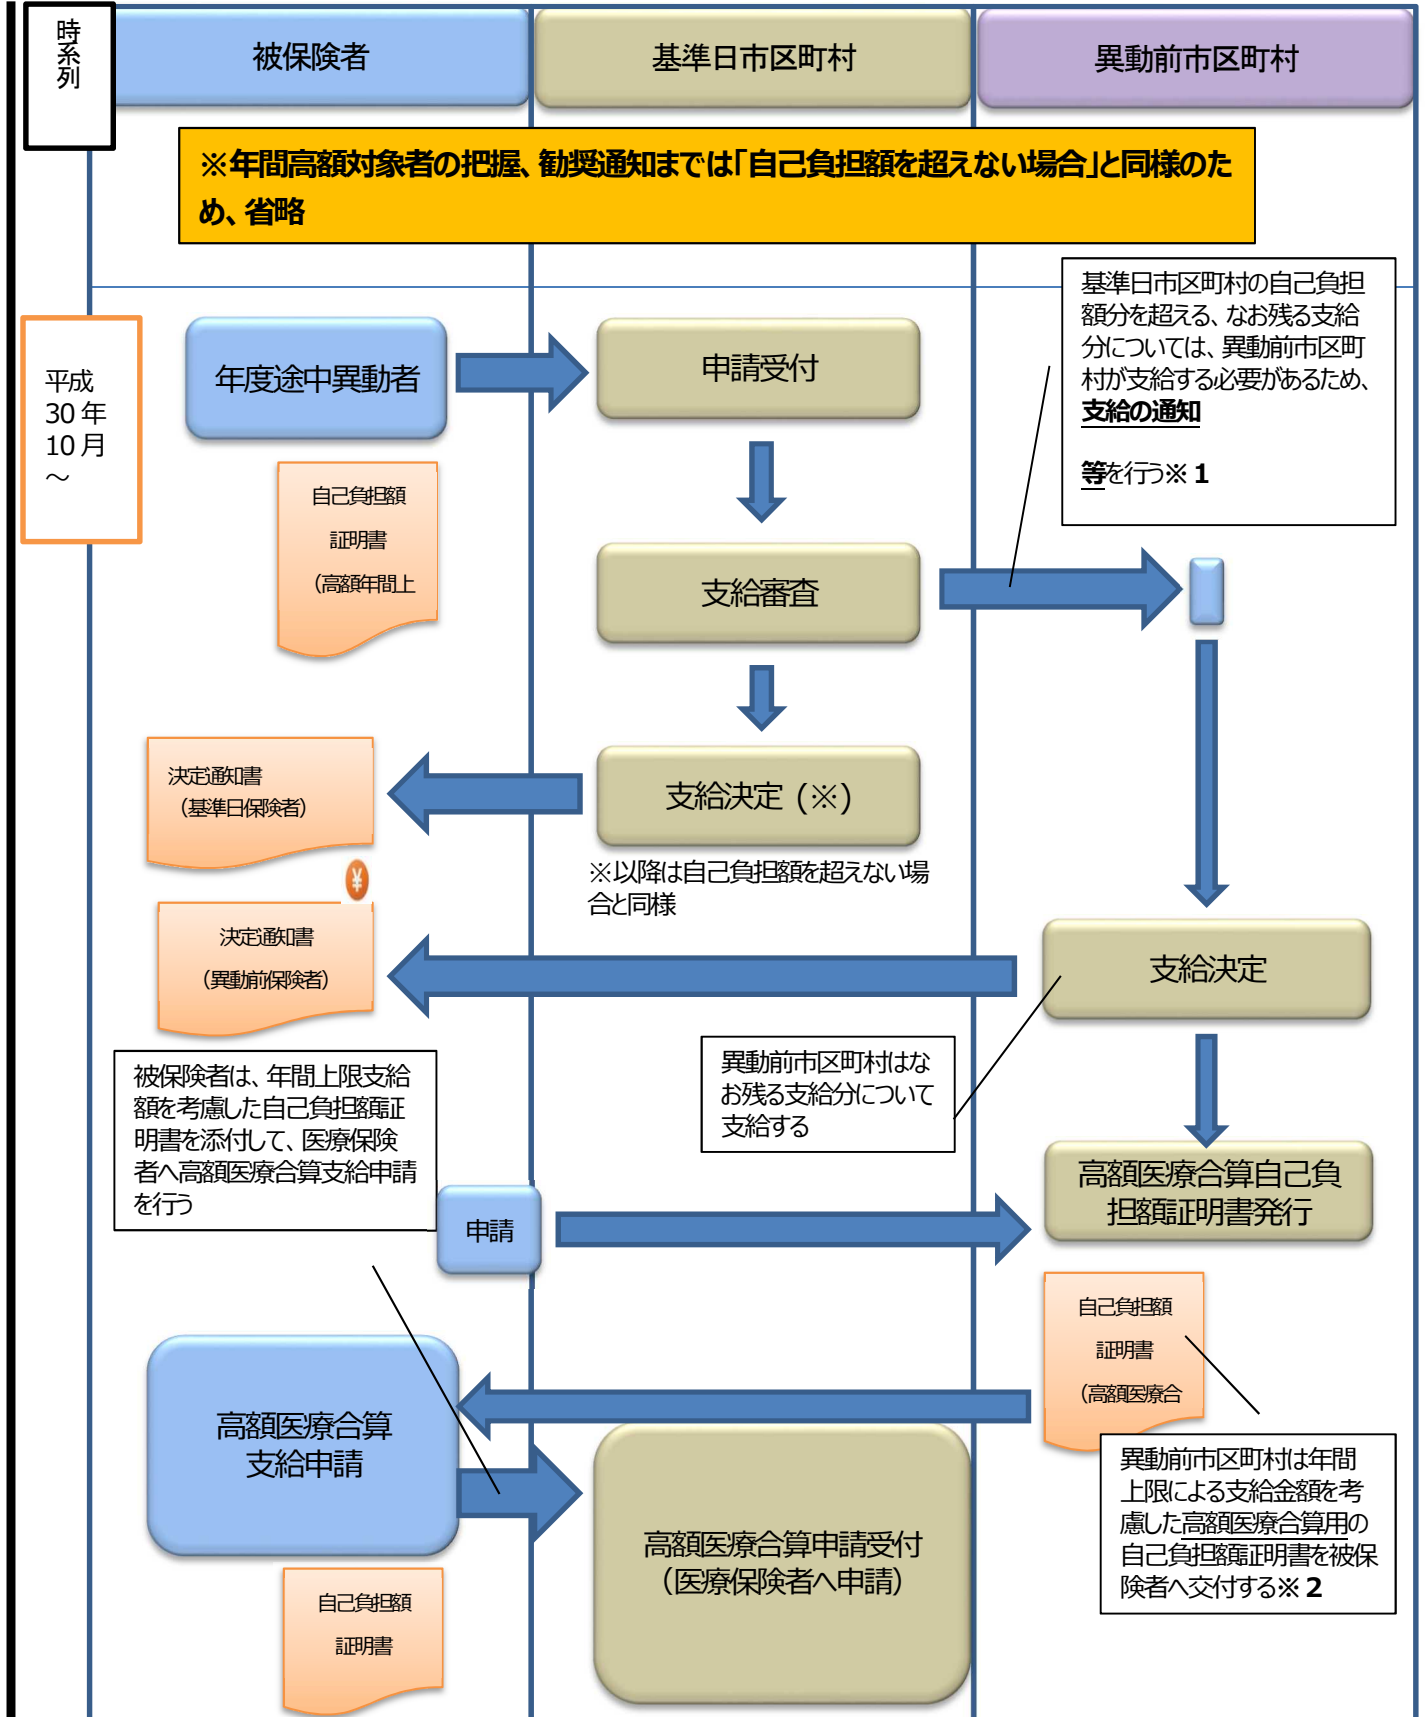 時系列
被保険者
基準日市区町村
異動前市区町村
※年間高額対象者の把握、勧奨通知までは「自己負担額を超えない場合」と同様のた
め、省略
平成
30 年
10 月
～
年度途中異動者
申請受付
基準日市区町村の自己負担
額分を超える、なお残る支給
分については、異動前市区町
村が支給する必要があるため、
支給の通知
等を行う※１
自己負担額
証明書
（高額年間上
支給審査
決定通知書
（基準日保険者）
支給決定（※）
※以降は自己負担額を超えない場
合と同様
¥
決定通知書
（異動前保険者）
支給決定
被保険者は、年間上限支給
額を考慮した自己負担額証
明書を添付して、医療保険
者へ高額医療合算支給申請
を行う
異動前市区町村はな
お残る支給分について
支給する
高額医療合算自己負
担額証明書発行
申請
自己負担額
証明書
（高額医療合
高額医療合算
支給申請
高額医療合算申請受付
（医療保険者へ申請）
異動前市区町村は年間
上限による支給金額を考
慮した高額医療合算用の
自己負担額証明書を被保
険者へ交付する※２
自己負担額
証明書